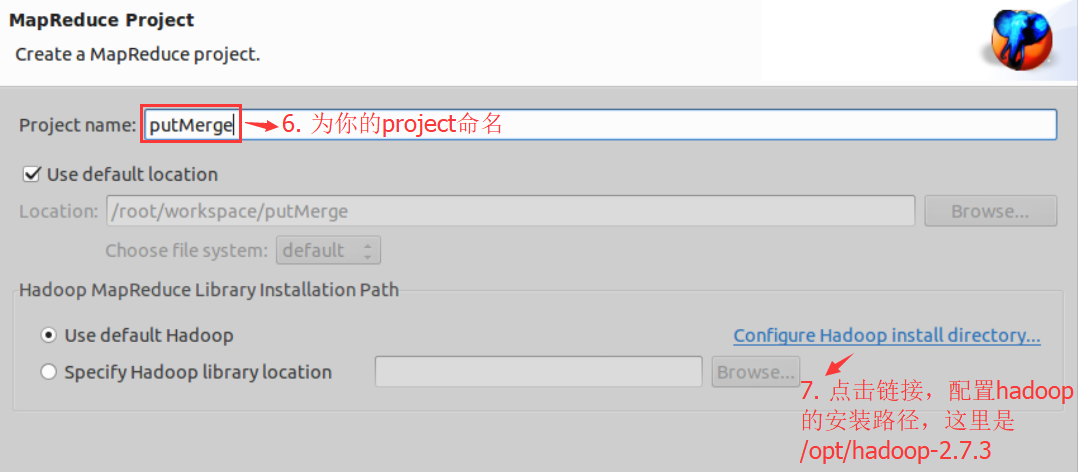 MapReduce Project
Create a MapReduce project.
Project name: putMerge 6. 为你的project命名
Use default location
Location: /root/workspace/putMerge Browse...
Choose file system: default
Hadoop MapReduce Library Installation Path
Use default Hadoop Configure Hadoop install directory...
Specify Hadoop library location Browse...
7. 点击链接，配置hadoop
的安装路径，这里是
/opt/hadoop-2.7.3